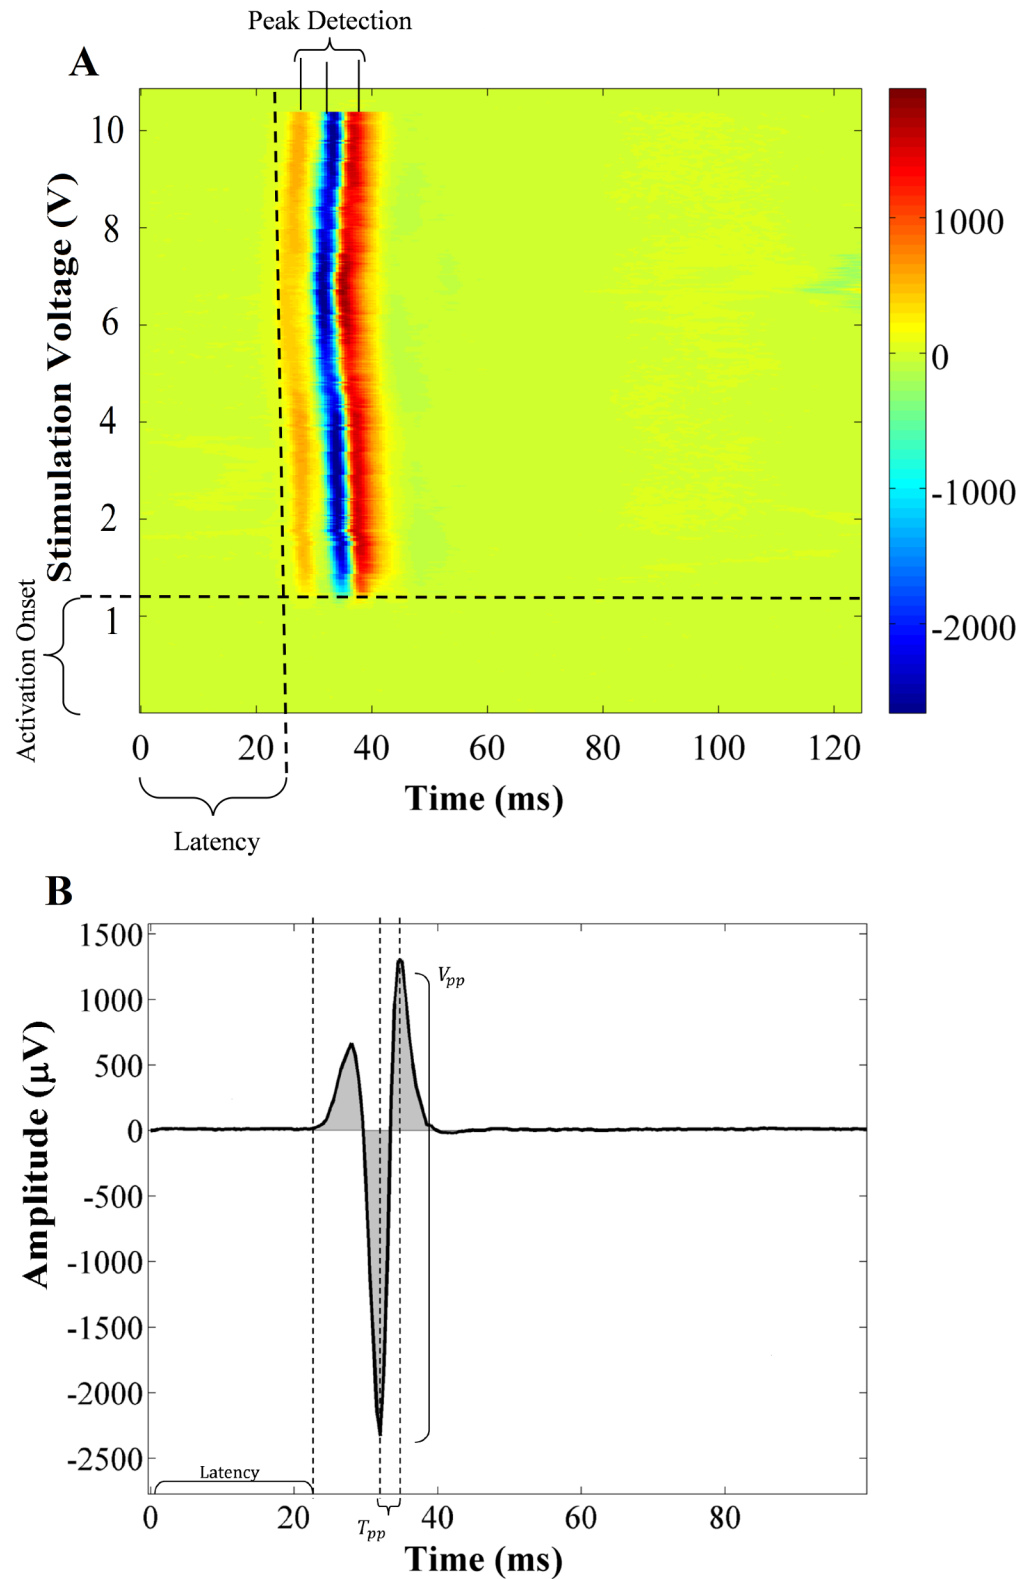 Peak Detection
A
Stimulation Voltage (V)
10
8
6
4
2
1
Activation Onset
1000
0
-1000
-2000
0 20 40 60 80 100 120
Time (ms)
Latency
B
Amplitude (μV)
1500
1000
500
0
-500
-1000
-1500
-2000
-2500
Vpp
Latency
0 20 40 60 80
Tpp
Time (ms)